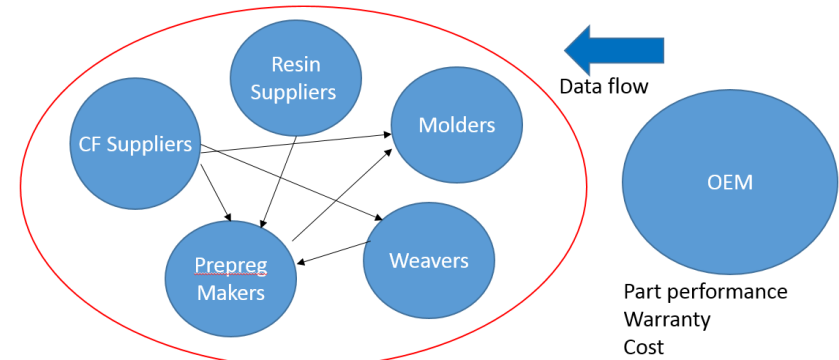 Resin
Suppliers
CF Suppliers
Molders
Prepreg
Makers
Weavers
Data flow
OEM
Part performance
Warranty
Cost